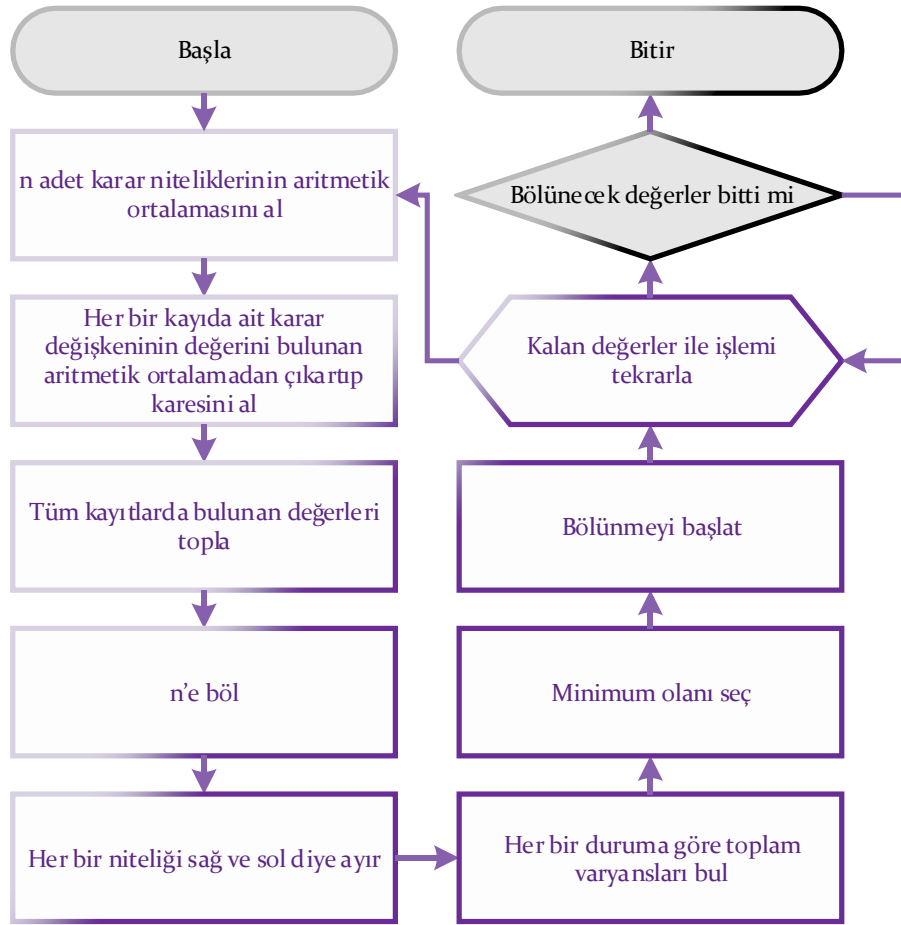 Başla
n adet karar niteliklerinin aritmetik
ortalamasını al
Her bir kayıda ait karar
değişkeninin değerini bulunan
aritmetik ortalamadan çıkartıp
karesini al
Tüm kayıtlarda bulunan değerleri
topla
n'e böl
Her bir niteliği sağ ve sol diye ayır
Her bir duruma göre toplam
varyansları bul
Minimum olanı seç
Bölünmeyi başlat
Kalan değerler ile işlemi
tekrarla
Bölünecek değerler bitti mi
Bitir